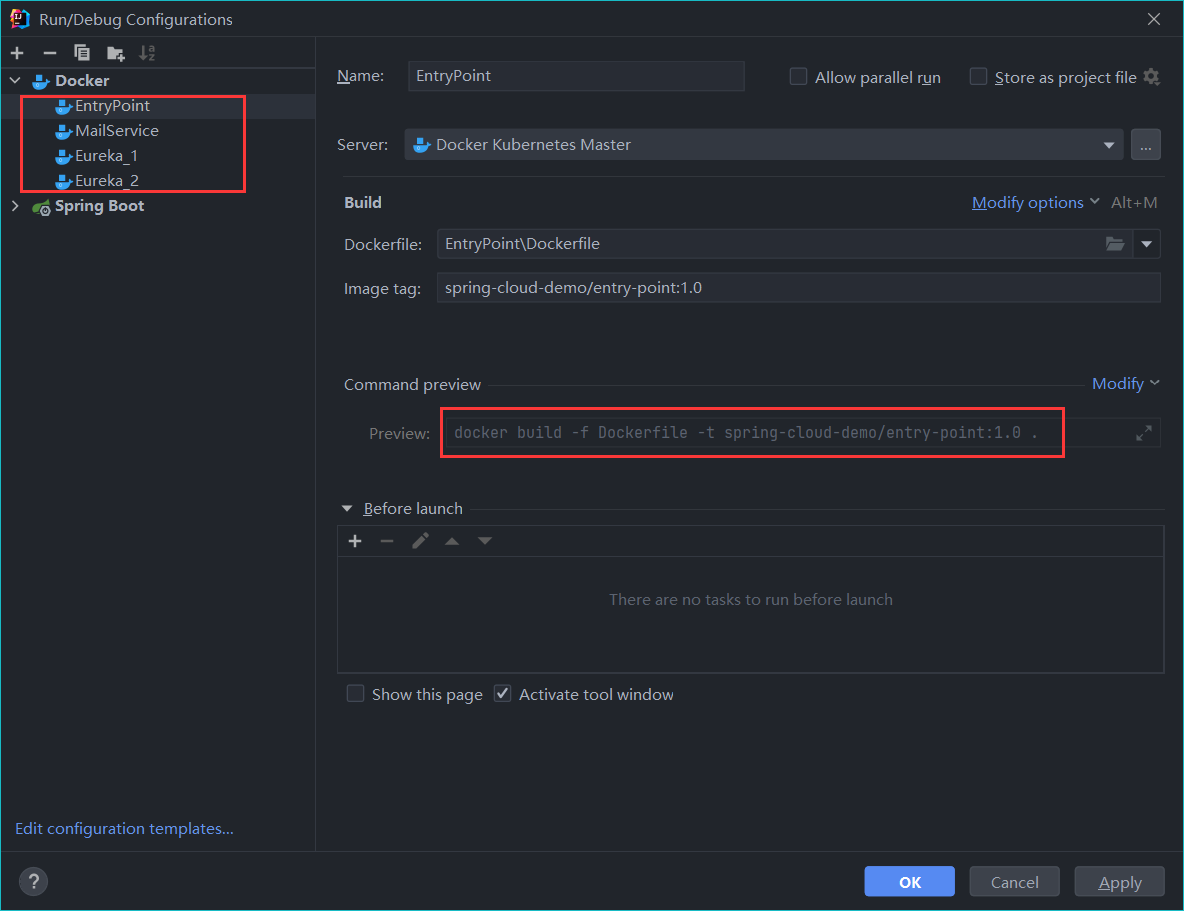 Run/Debug Configurations
Docker
EntryPoint
MailService
Eureka_1
Eureka_2
Spring Boot
Edit configuration templates...
Name: EntryPoint Allow parallel run Store as project file
Server: Docker Kubernetes Master ...
Build Modify options Alt+M
Dockerfile: EntryPoint\Dockerfile
Image tag: spring-cloud-demo/entry-point:1.0
Command preview Modify
Preview: docker build -f Dockerfile -t spring-cloud-demo/entry-point:1.0 .
Before launch
There are no tasks to run before launch
Show this page Activate tool window
? OK Cancel Apply